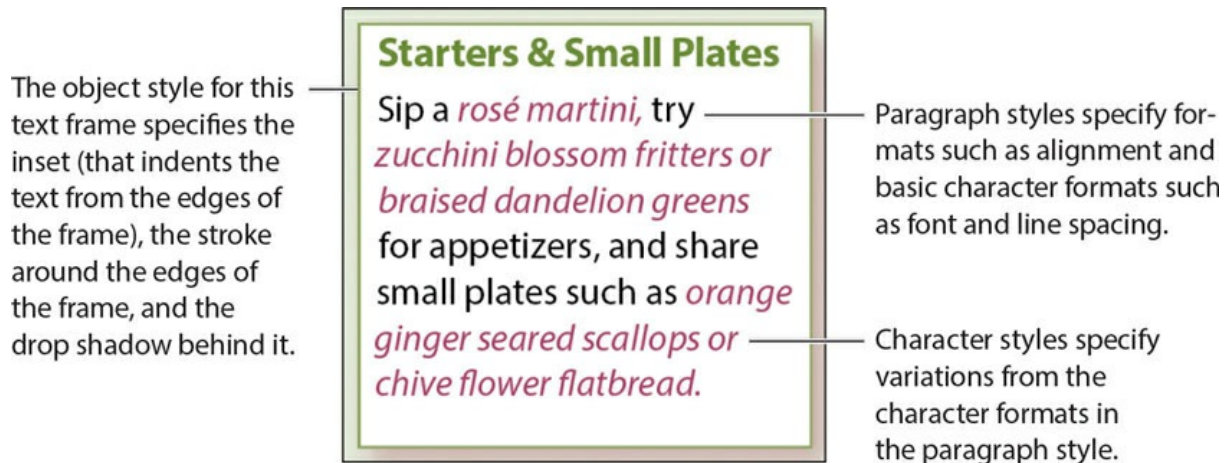 The object style for this
text frame specifies the
inset (that indents the
text from the edges of
the frame), the stroke
around the edges of
the frame, and the
drop shadow behind it.
Starters & Small Plates
Sip a rosé martini, try
zucchini blossom fritters or
braised dandelion greens
for appetizers, and share
small plates such as orange
ginger seared scallops or
chive flower flatbread.
Paragraph styles specify for-
mats such as alignment and
basic character formats such
as font and line spacing.
Character styles specify
variations from the
character formats in
the paragraph style.